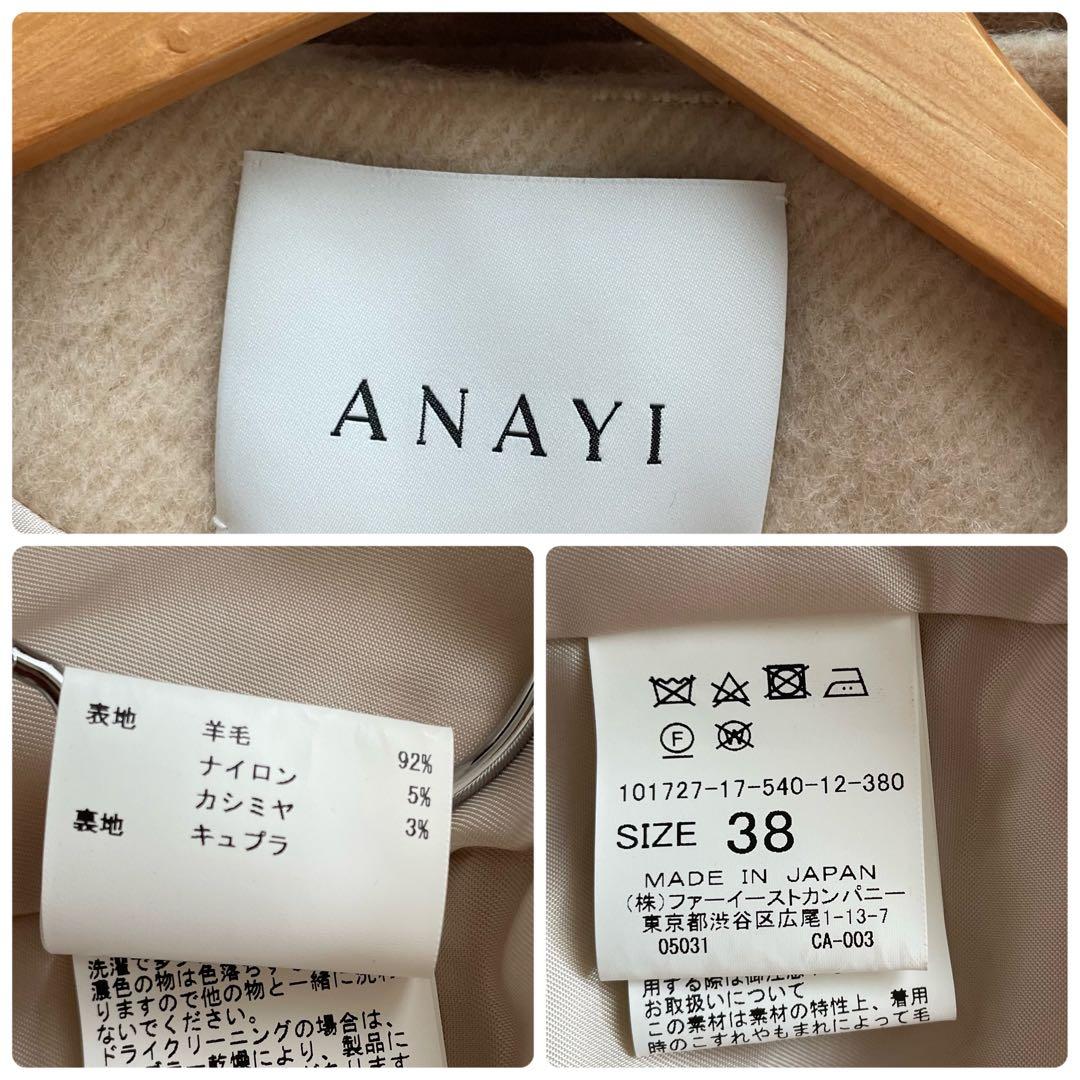 ANAYI
表地 羊毛 92%
ナイロン 5%
カシミヤ 3%
裏地 キュプラ
濃色の物は色落ち
りますので他の物と一緒に洗わ
ないでください。
ドライクリーニングの場合は、
ー乾燥により、製品に
F
W
101727-17-540-12-380
SIZE 38
MADE IN JAPAN
(株)ファーイーストカンパニー
東京都渋谷区広尾1-13-7
05031 CA-003
用する際は御注意
お取扱いについて
この素材は素材の特性上、着用
時のこすれやもまれによって毛